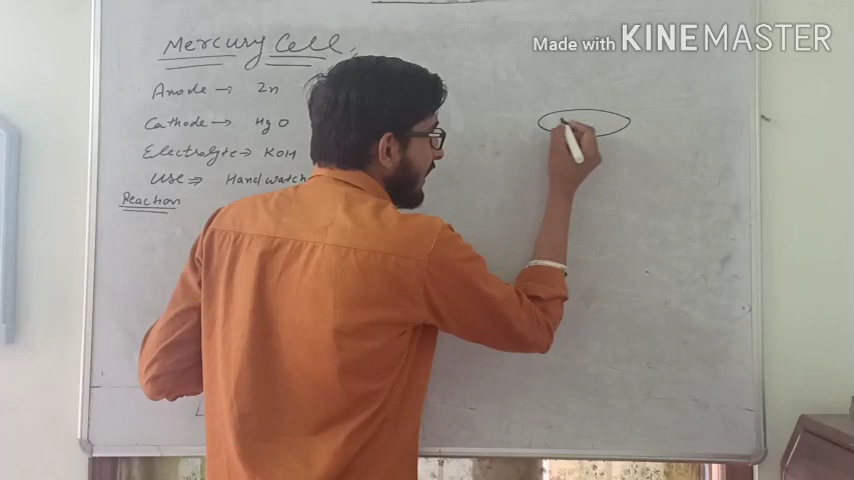 Mercury Cell
Made with KINEMASTER
Anode → Zn
Cathode → HgO
Electrolyte → KOH
Use ⇒ Hand watch
Reaction